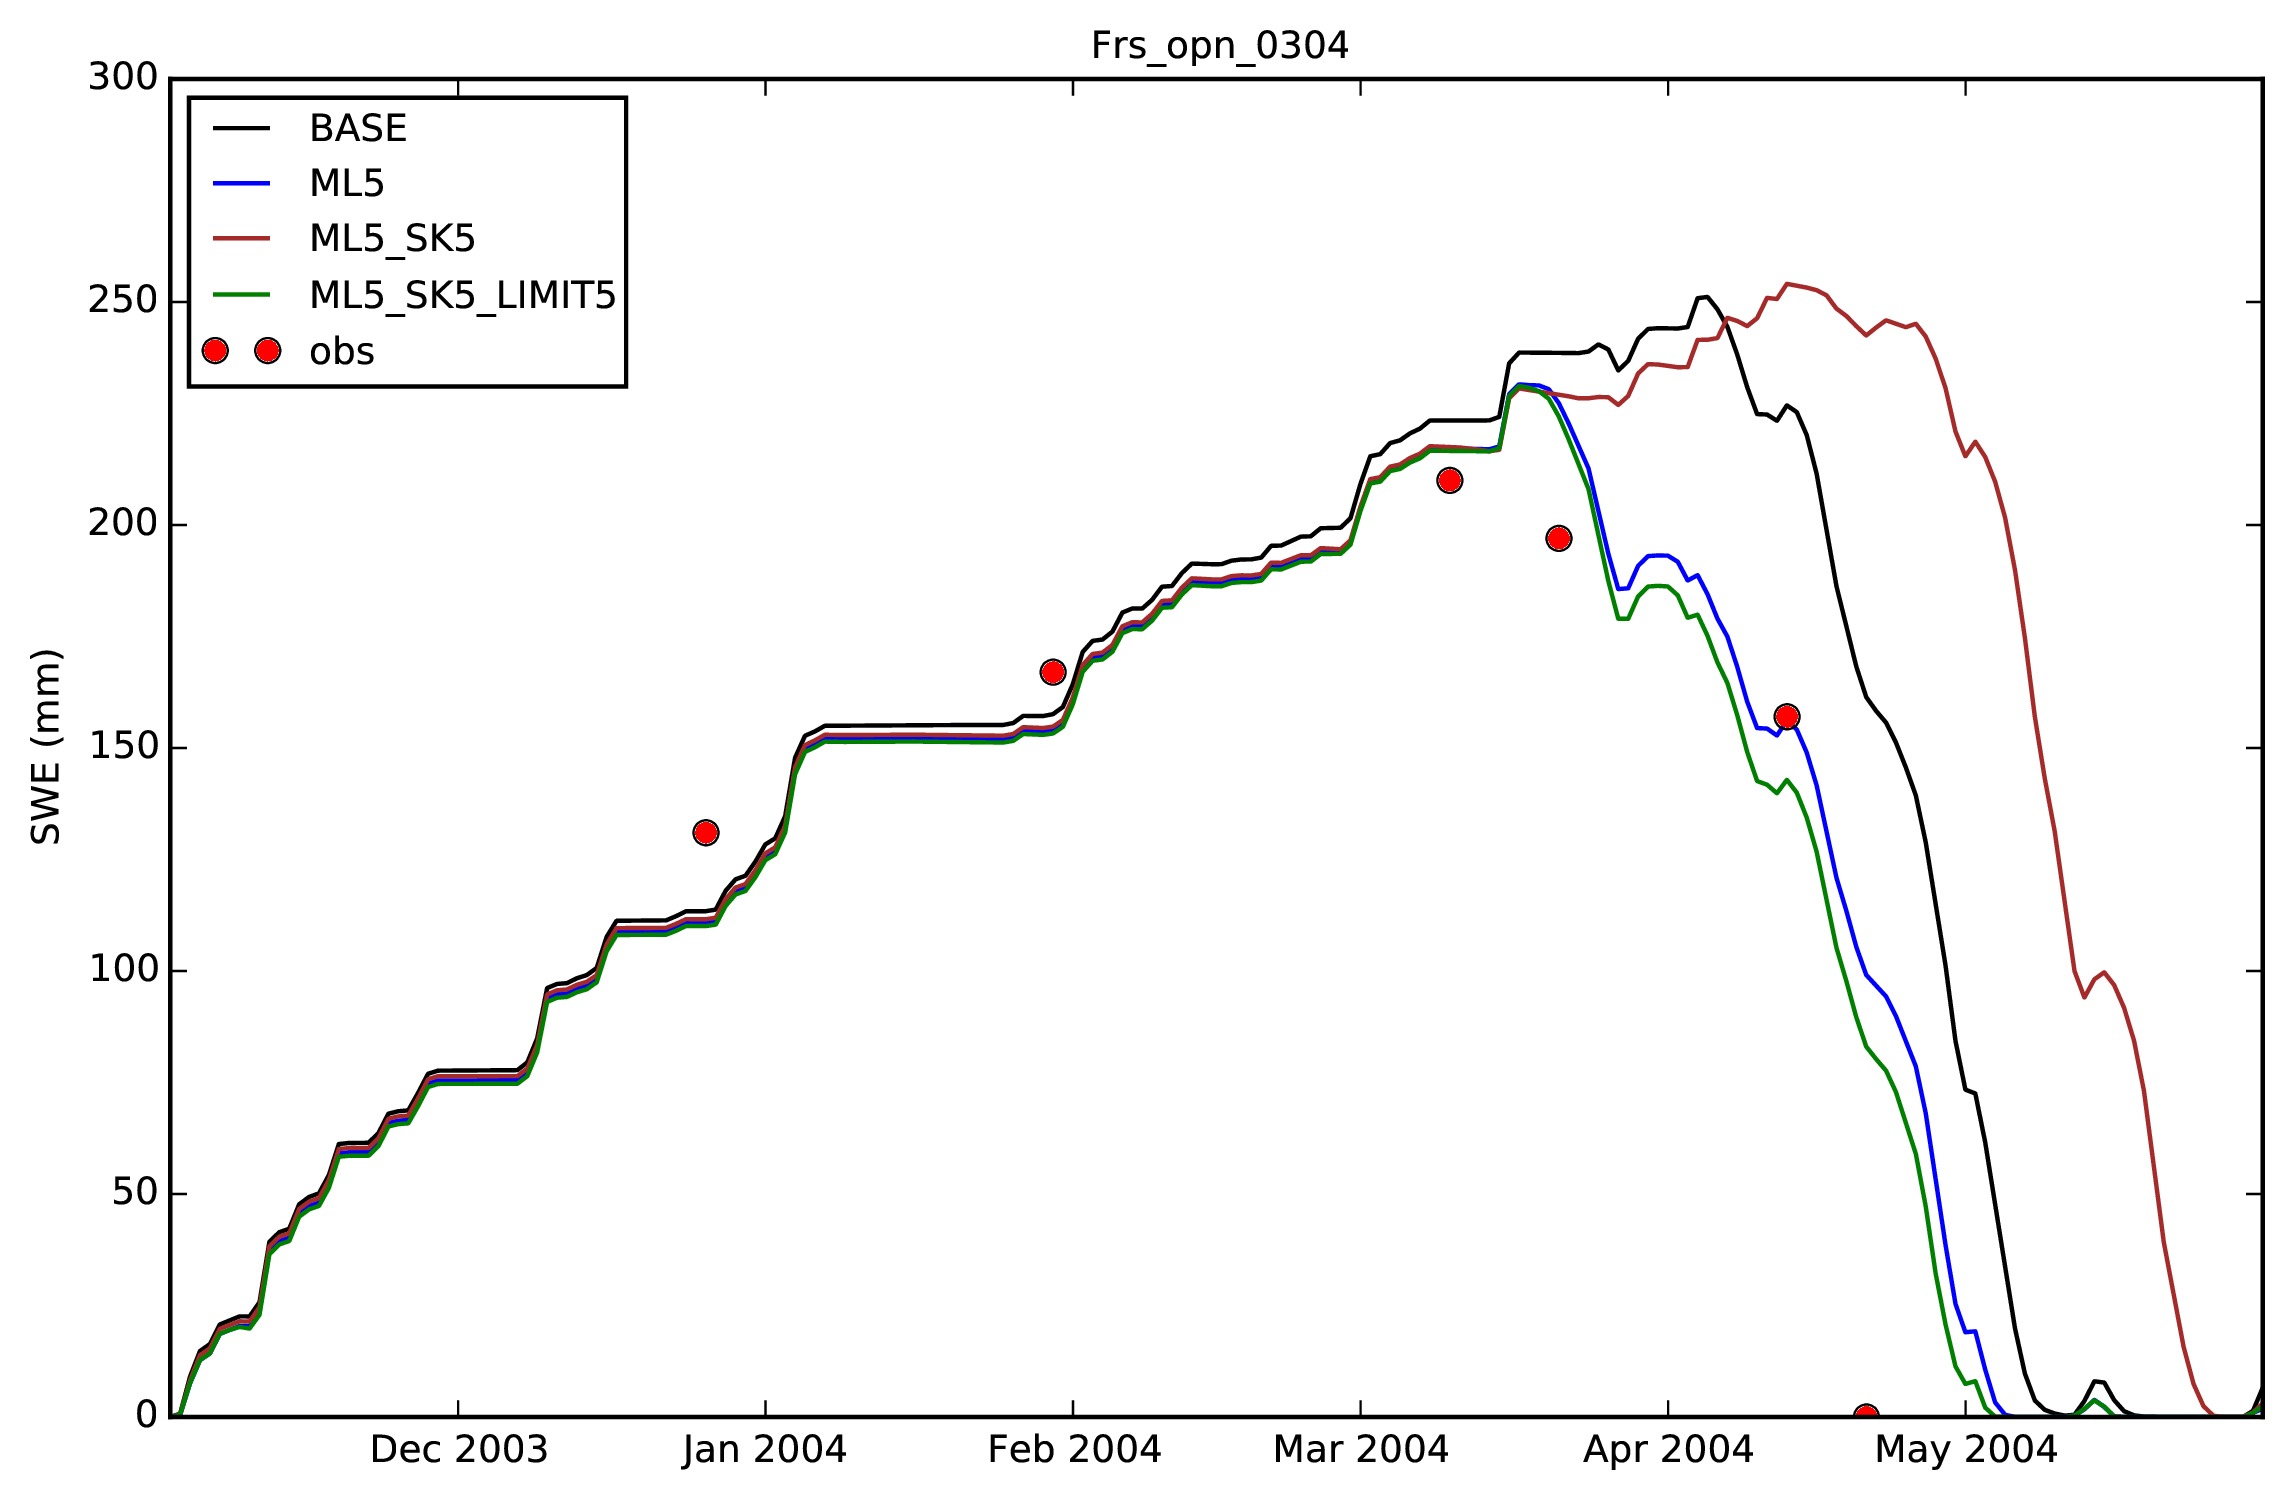 Frs_opn_0304
300
250
200
150
100
50
0
SWE (mm)
BASE
ML5
ML5_SK5
ML5_SK5_LIMIT5
obs
Dec 2003
Jan 2004
Feb 2004
Mar 2004
Apr 2004
May 2004